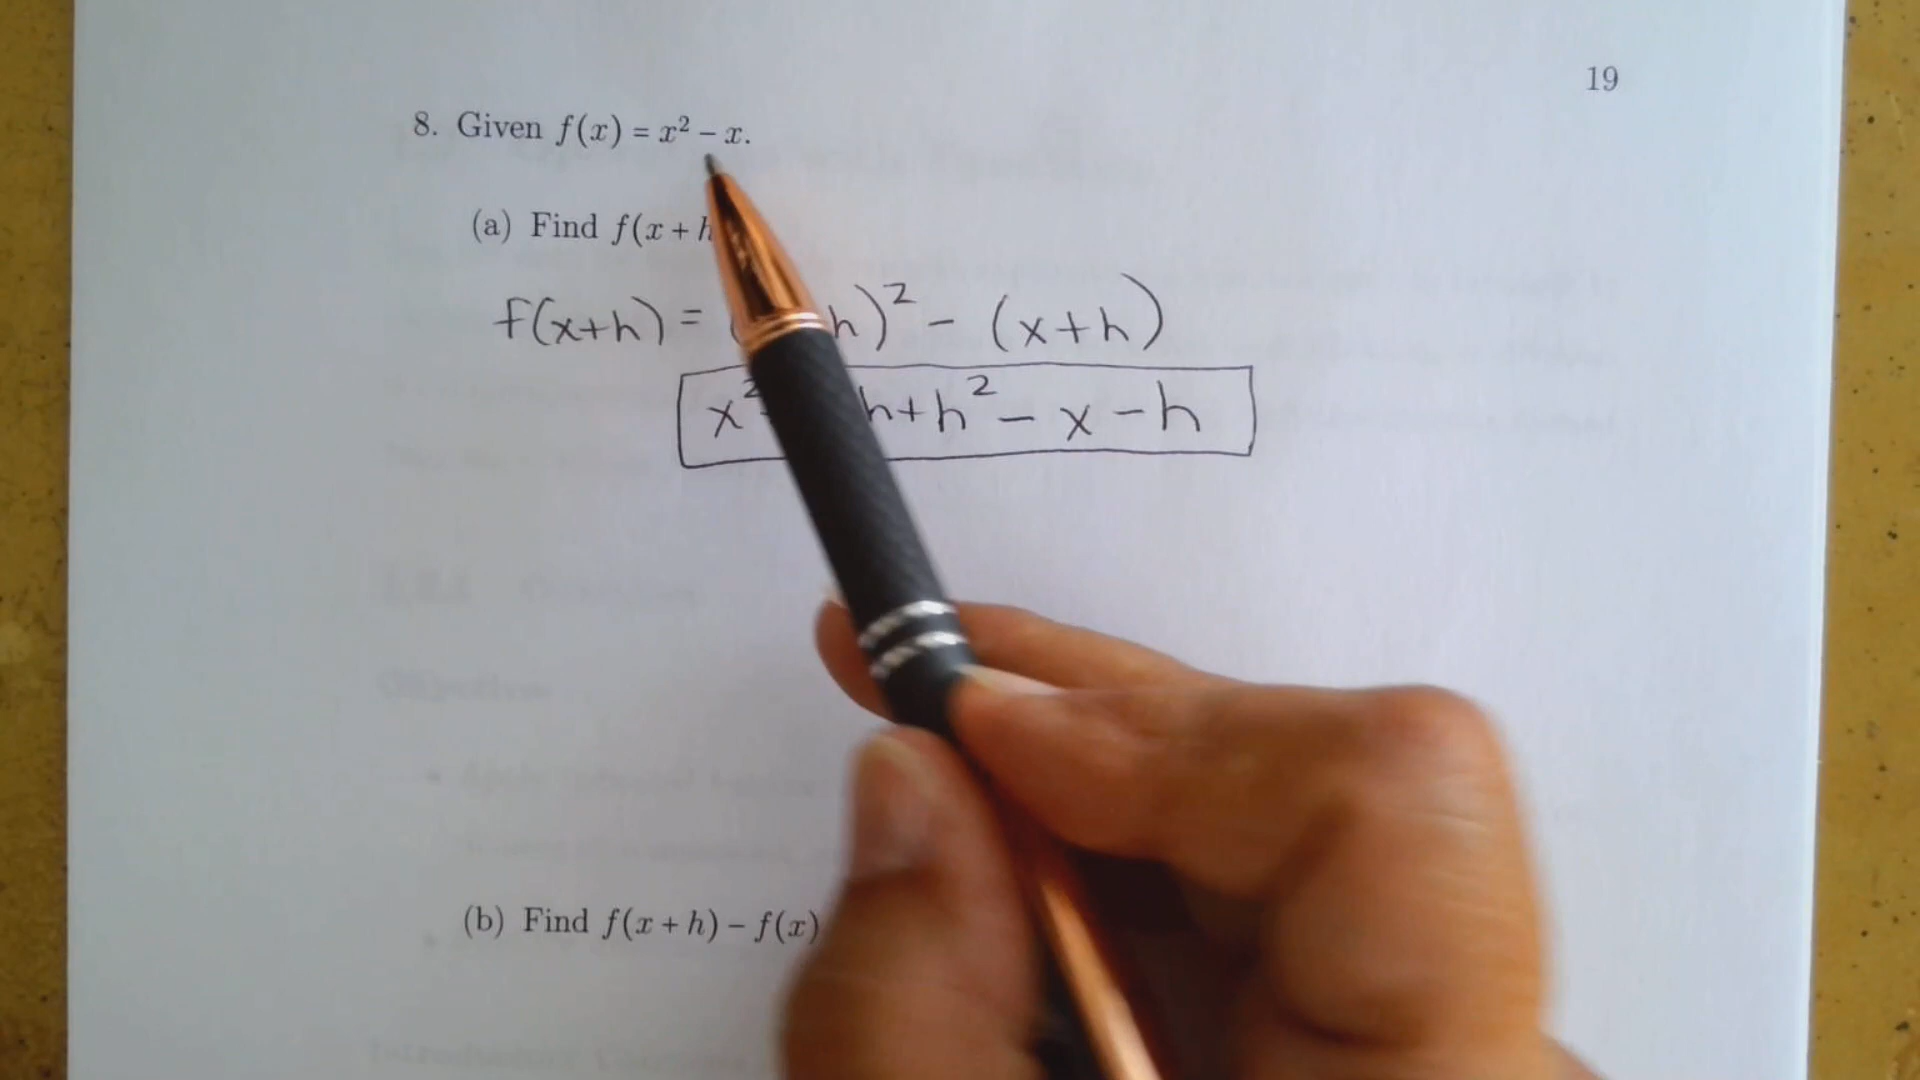 19
8. Given f(x) = x² – x.
(a) Find f(x + h
f(x+h) = h)² – (x+h)
x² h+h² – x – h
(b) Find f(x + h) – f(x)